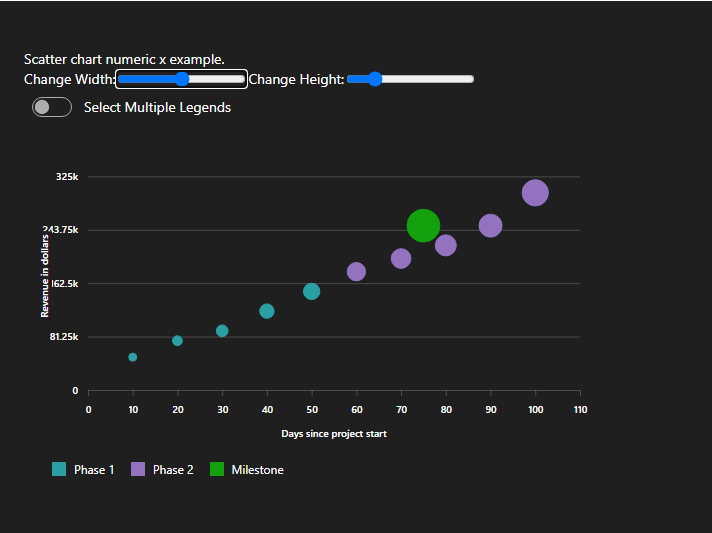 Scatter chart numeric x example.
Change Width: Change Height:
Select Multiple Legends
325k
243.75k
162.5k
81.25k
0
Revenue in dollars
0 10 20 30 40 50 60 70 80 90 100 110
Days since project start
Phase 1 Phase 2 Milestone